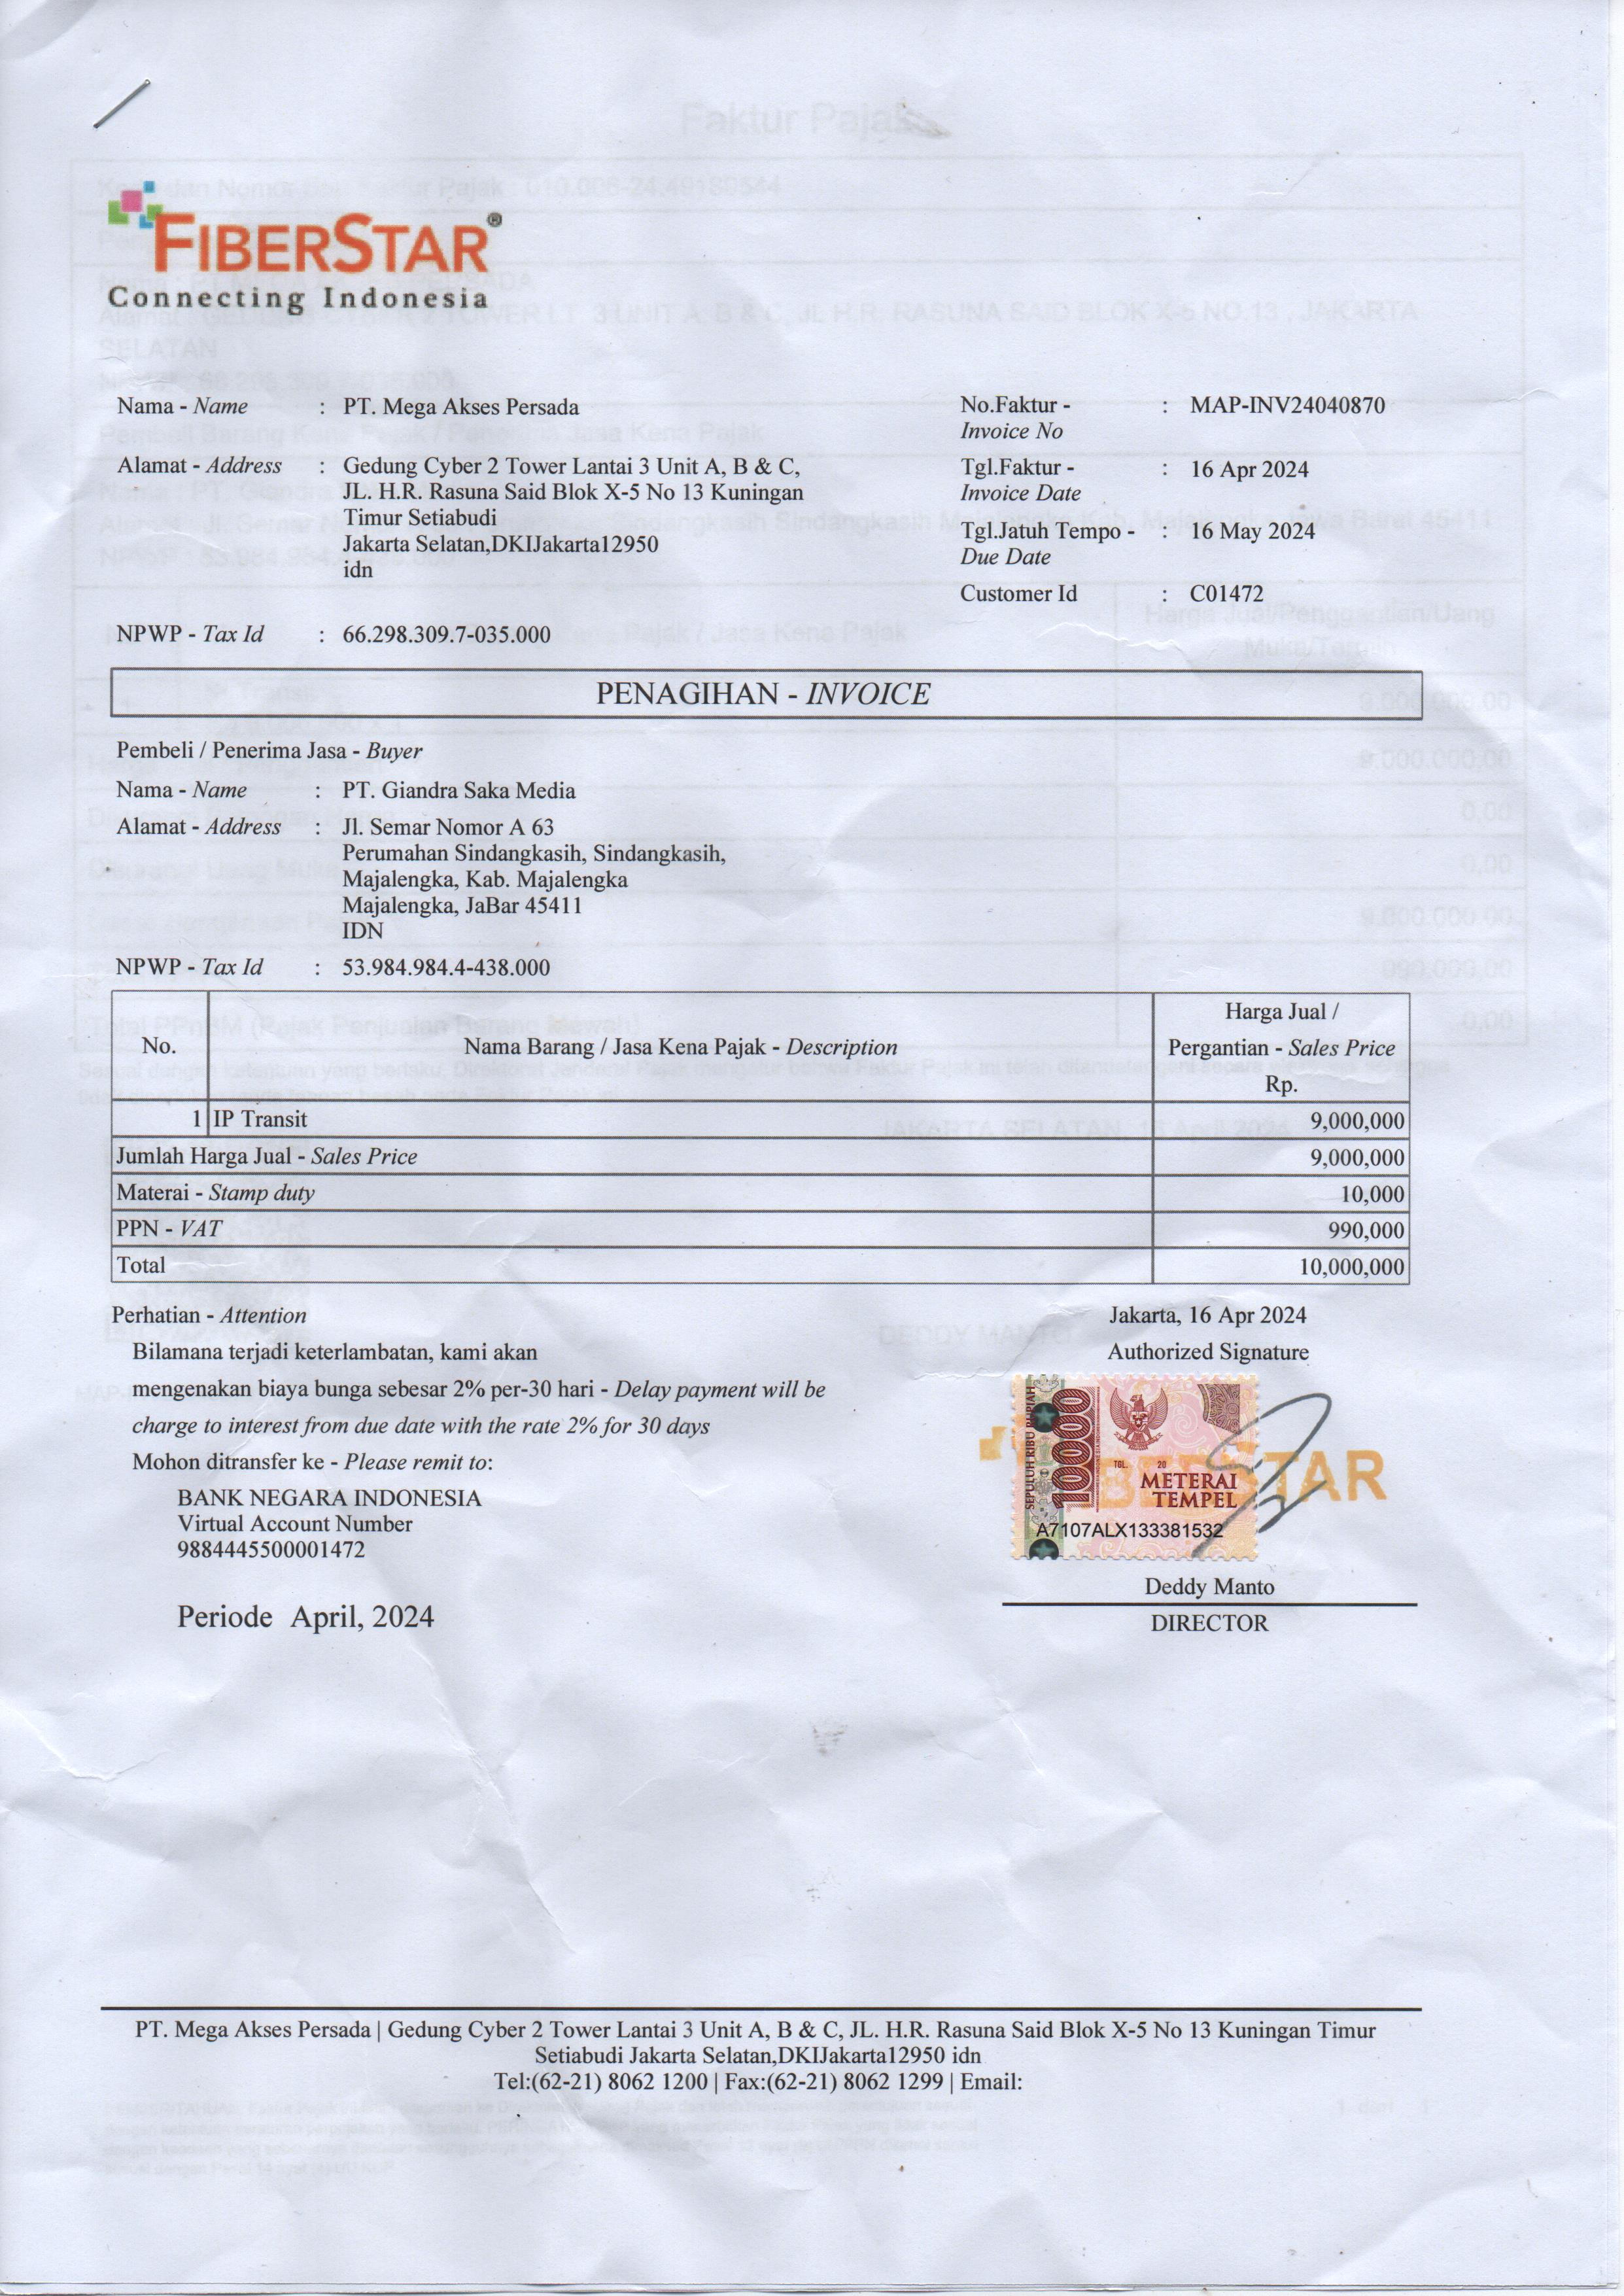 FIBERSTAR®
Connecting Indonesia
Nama - Name : PT. Mega Akses Persada
Alamat - Address : Gedung Cyber 2 Tower Lantai 3 Unit A, B & C,
JL. H.R. Rasuna Said Blok X-5 No 13 Kuningan
Timur Setiabudi
Jakarta Selatan,DKIJakarta12950
idn
NPWP - Tax Id : 66.298.309.7-035.000
No.Faktur - : MAP-INV24040870
Invoice No
Tgl.Faktur - : 16 Apr 2024
Invoice Date
Tgl.Jatuh Tempo - : 16 May 2024
Due Date
Customer Id : C01472
PENAGIHAN - INVOICE
Pembeli / Penerima Jasa - Buyer
Nama - Name : PT. Giandra Saka Media
Alamat - Address : Jl. Semar Nomor A 63
Perumahan Sindangkasih, Sindangkasih,
Majalengka, Kab. Majalengka
Majalengka, JaBar 45411
IDN
NPWP - Tax Id : 53.984.984.4-438.000
No. Nama Barang / Jasa Kena Pajak - Description
Harga Jual /
Pergantian - Sales Price
Rp.
1 IP Transit 9,000,000
Jumlah Harga Jual - Sales Price 9,000,000
Materai - Stamp duty 10,000
PPN - VAT 990,000
Total 10,000,000
Perhatian - Attention
Bilamana terjadi keterlambatan, kami akan
mengenakan biaya bunga sebesar 2% per-30 hari - Delay payment will be
charge to interest from due date with the rate 2% for 30 days
Mohon ditransfer ke - Please remit to:
BANK NEGARA INDONESIA
Virtual Account Number
9884445500001472
Periode April, 2024
Jakarta, 16 Apr 2024
Authorized Signature
SEPULUH RIBU RUPIAH
10000
TGL. 20
METERAI
TEMPEL
A7107ALX133381532
STAR
Deddy Manto
DIRECTOR
PT. Mega Akses Persada | Gedung Cyber 2 Tower Lantai 3 Unit A, B & C, JL. H.R. Rasuna Said Blok X-5 No 13 Kuningan Timur
Setiabudi Jakarta Selatan,DKIJakarta12950 idn
Tel:(62-21) 8062 1200 | Fax:(62-21) 8062 1299 | Email: